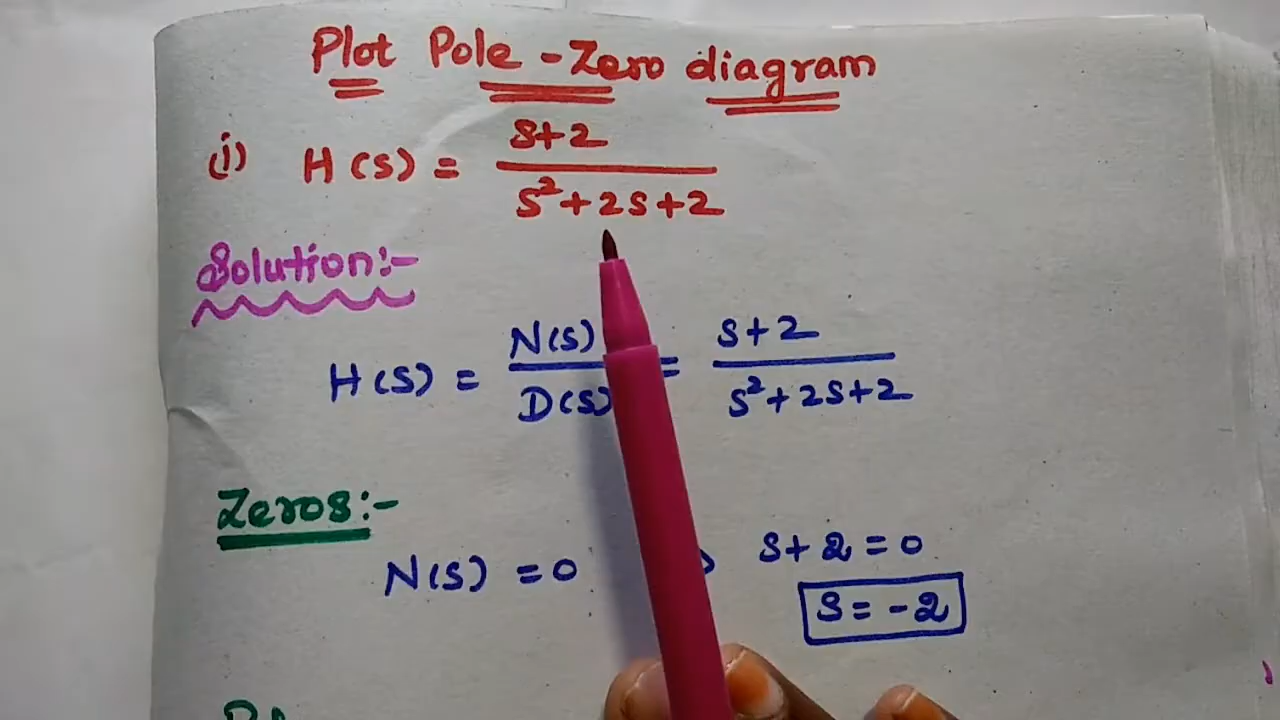 Plot Pole - Zero diagram
(i) H(s) = s+2 / s²+2s+2
Solution:-
H(s) = N(s) / D(s) = s+2 / s²+2s+2
Zeros:-
N(s) = 0 s+2 = 0
s = -2